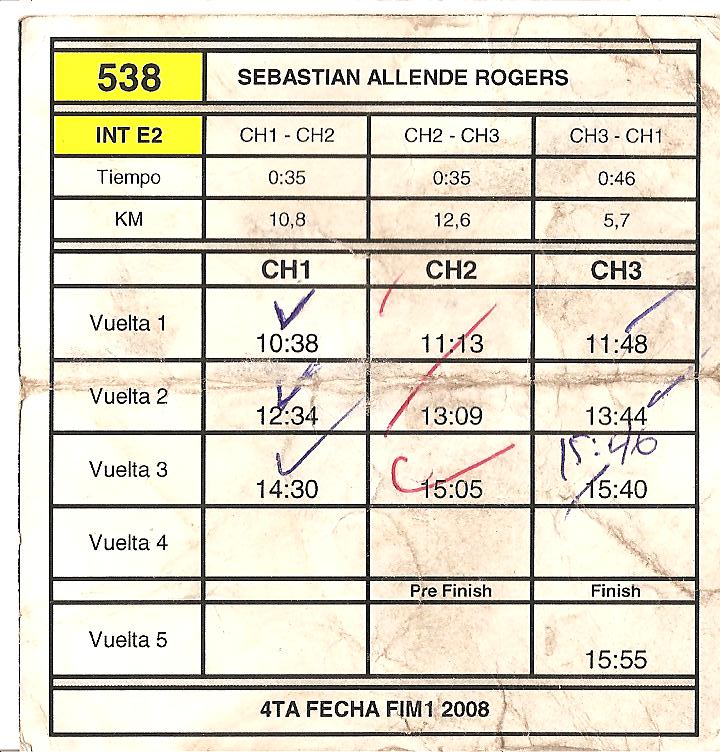 538 SEBASTIAN ALLENDE ROGERS
INT E2 CH1 - CH2 CH2 - CH3 CH3 - CH1
Tiempo 0:35 0:35 0:46
KM 10,8 12,6 5,7
CH1 CH2 CH3
Vuelta 1 10:38 11:13 11:48
Vuelta 2 12:34 13:09 13:44
15:46
Vuelta 3 14:30 15:05 15:40
Vuelta 4
Pre Finish Finish
Vuelta 5 15:55
4TA FECHA FIM1 2008